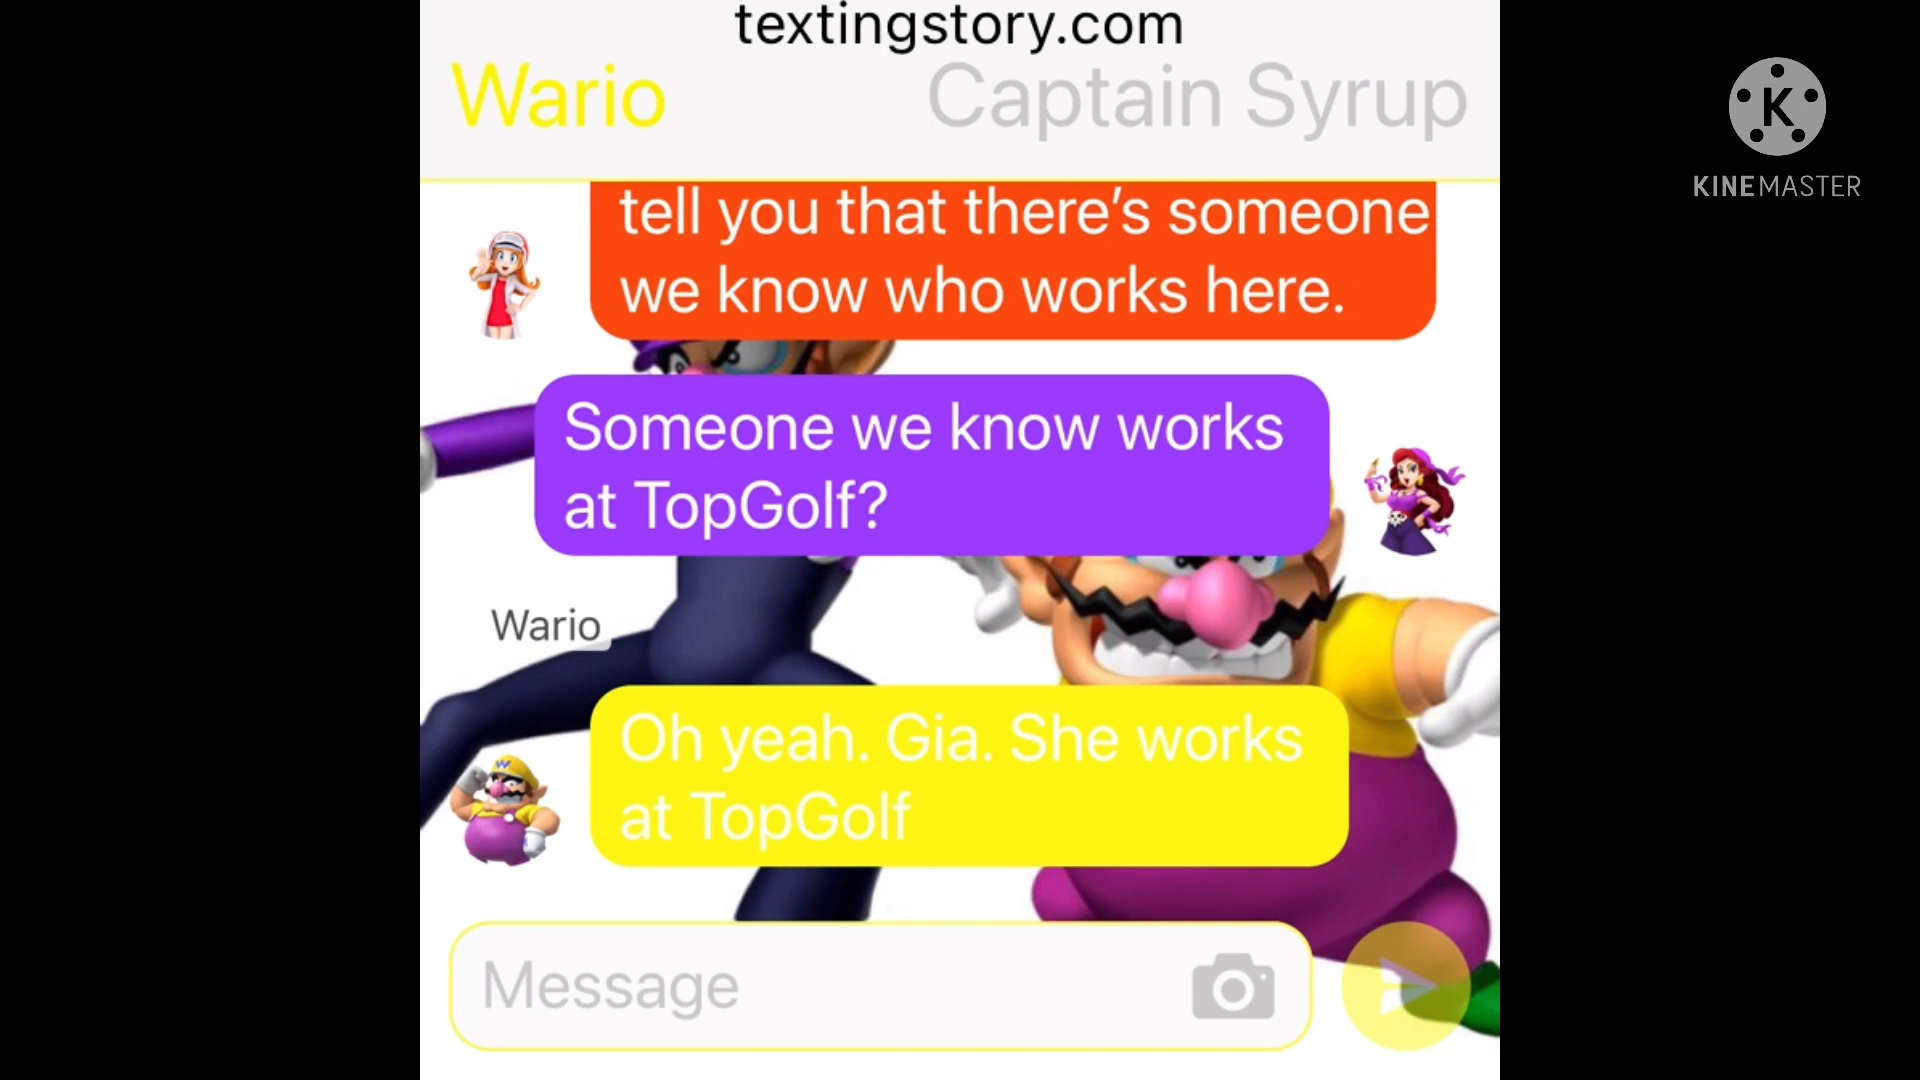 textingstory.com
Wario
Captain Syrup
KINEMASTER
tell you that there's someone
we know who works here.
Someone we know works
at TopGolf?
Wario
Oh yeah. Gia. She works
at TopGolf
Message